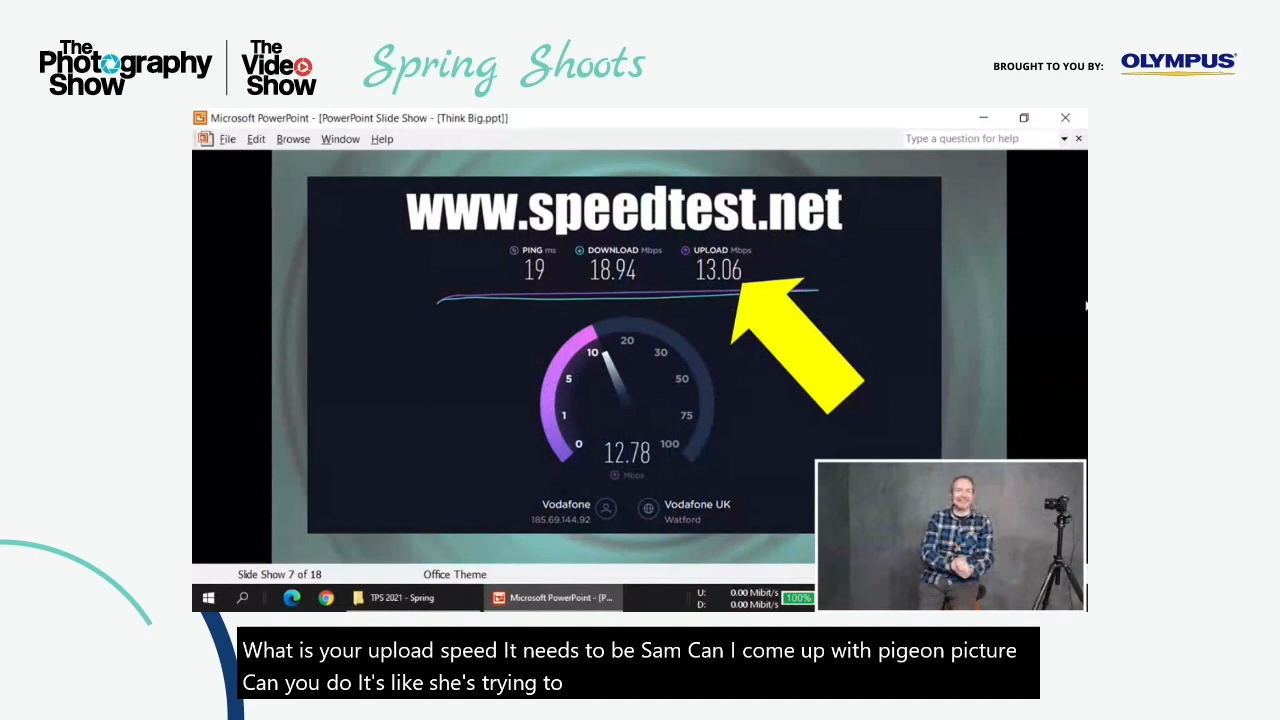 The Photography Show
The Video Show
Spring Shoots
BROUGHT TO YOU BY:
OLYMPUS
Microsoft PowerPoint - [PowerPoint Slide Show - [Think Big.ppt]]
File Edit Browse Window Help
Type a question for help
www.speedtest.net
PING ms DOWNLOAD Mbps UPLOAD Mbps
19 18.94 13.06
0 1 5 10 20 30 50 75 100
12.78
Mbps
Vodafone
185.69.144.92
Vodafone UK
Watford
Slide Show 7 of 18 Office Theme
TPS 2021 - Spring
Microsoft PowerPoint - [P...
U: 0.00 Mibit/s
D: 0.00 Mibit/s
100%
What is your upload speed It needs to be Sam Can I come up with pigeon picture
Can you do It's like she's trying to